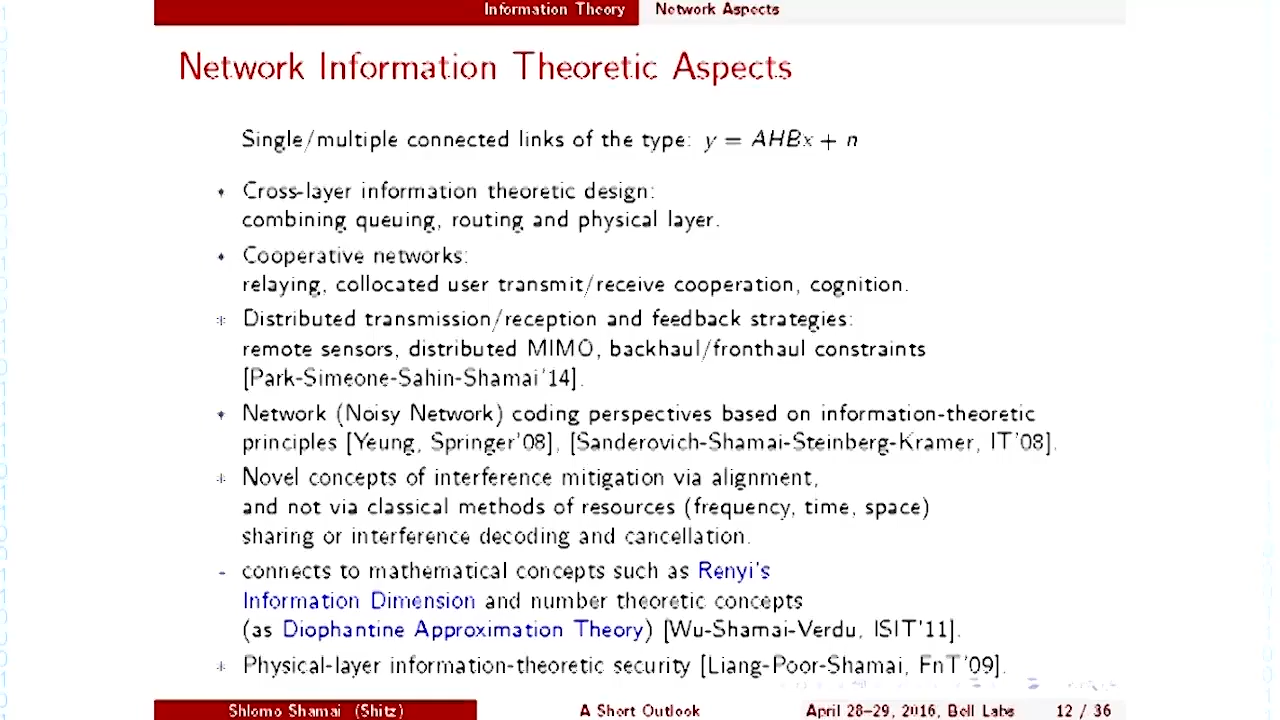 Information Theory Network Aspects
Network Information Theoretic Aspects
Single/multiple connected links of the type: y = AHBx + n
* Cross-layer information theoretic design:
combining queuing, routing and physical layer.
* Cooperative networks:
relaying, collocated user transmit/receive cooperation, cognition.
* Distributed transmission/reception and feedback strategies:
remote sensors, distributed MIMO, backhaul/fronthaul constraints
[Park-Simeone-Sahin-Shamai'14].
* Network (Noisy Network) coding perspectives based on information-theoretic
principles [Yeung, Springer'08], [Sanderovich-Shamai-Steinberg-Kramer, IT'08].
* Novel concepts of interference mitigation via alignment,
and not via classical methods of resources (frequency, time, space)
sharing or interference decoding and cancellation.
- connects to mathematical concepts such as Renyi's
Information Dimension and number theoretic concepts
(as Diophantine Approximation Theory) [Wu-Shamai-Verdu, ISIT'11].
* Physical-layer information-theoretic security [Liang-Poor-Shamai, FnT'09].
Shlomo Shamai (Shitz) A Short Outlook April 28–29, 2016, Bell Labs 12 / 36